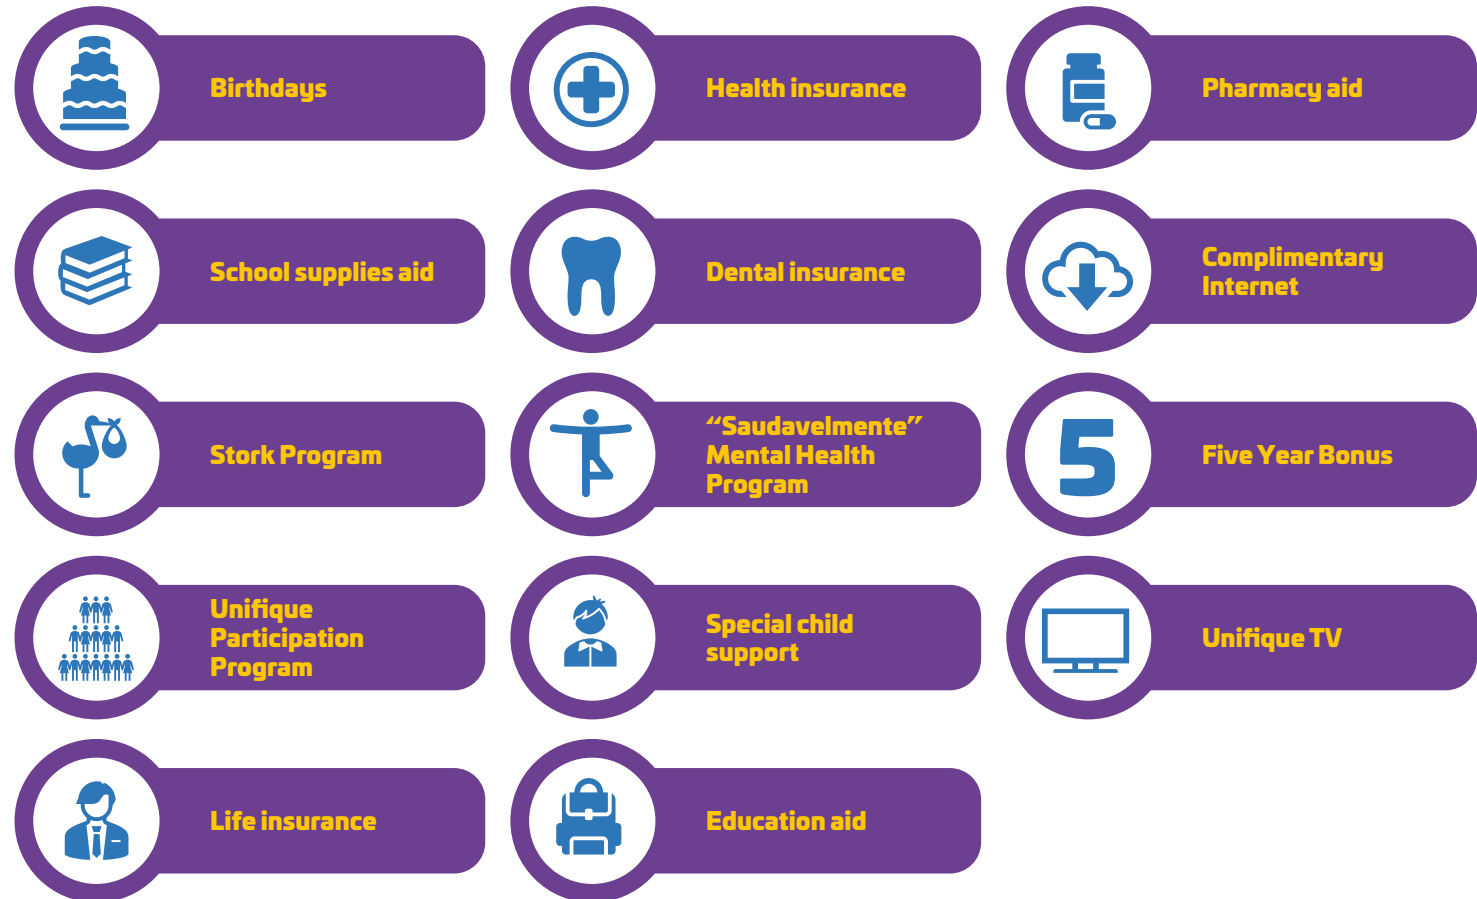 Birthdays
Health insurance
Pharmacy aid
School supplies aid
Dental insurance
Complimentary
Internet
Stork Program
“Saudavelmente”
Mental Health
Program
5
Five Year Bonus
Unifique
Participation
Program
Special child
support
Unifique TV
Life insurance
Education aid